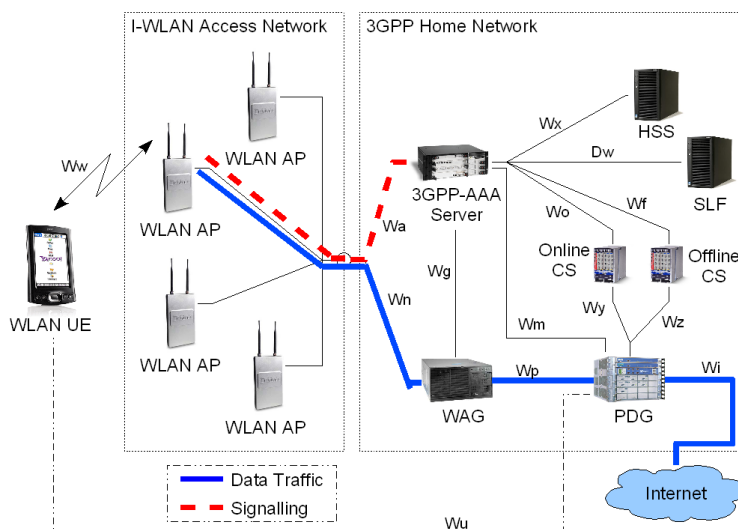 I-WLAN Access Network
3GPP Home Network
Ww
WLAN AP
WLAN AP
WLAN AP
WLAN AP
WLAN UE
Wx
HSS
Dw
SLF
3GPP-AAA
Server
Wa
Wo
Wf
Online
CS
Offline
CS
Wg
Wn
Wy
Wz
Wm
Wp
Wi
WAG
PDG
Data Traffic
Signalling
Wu
Internet